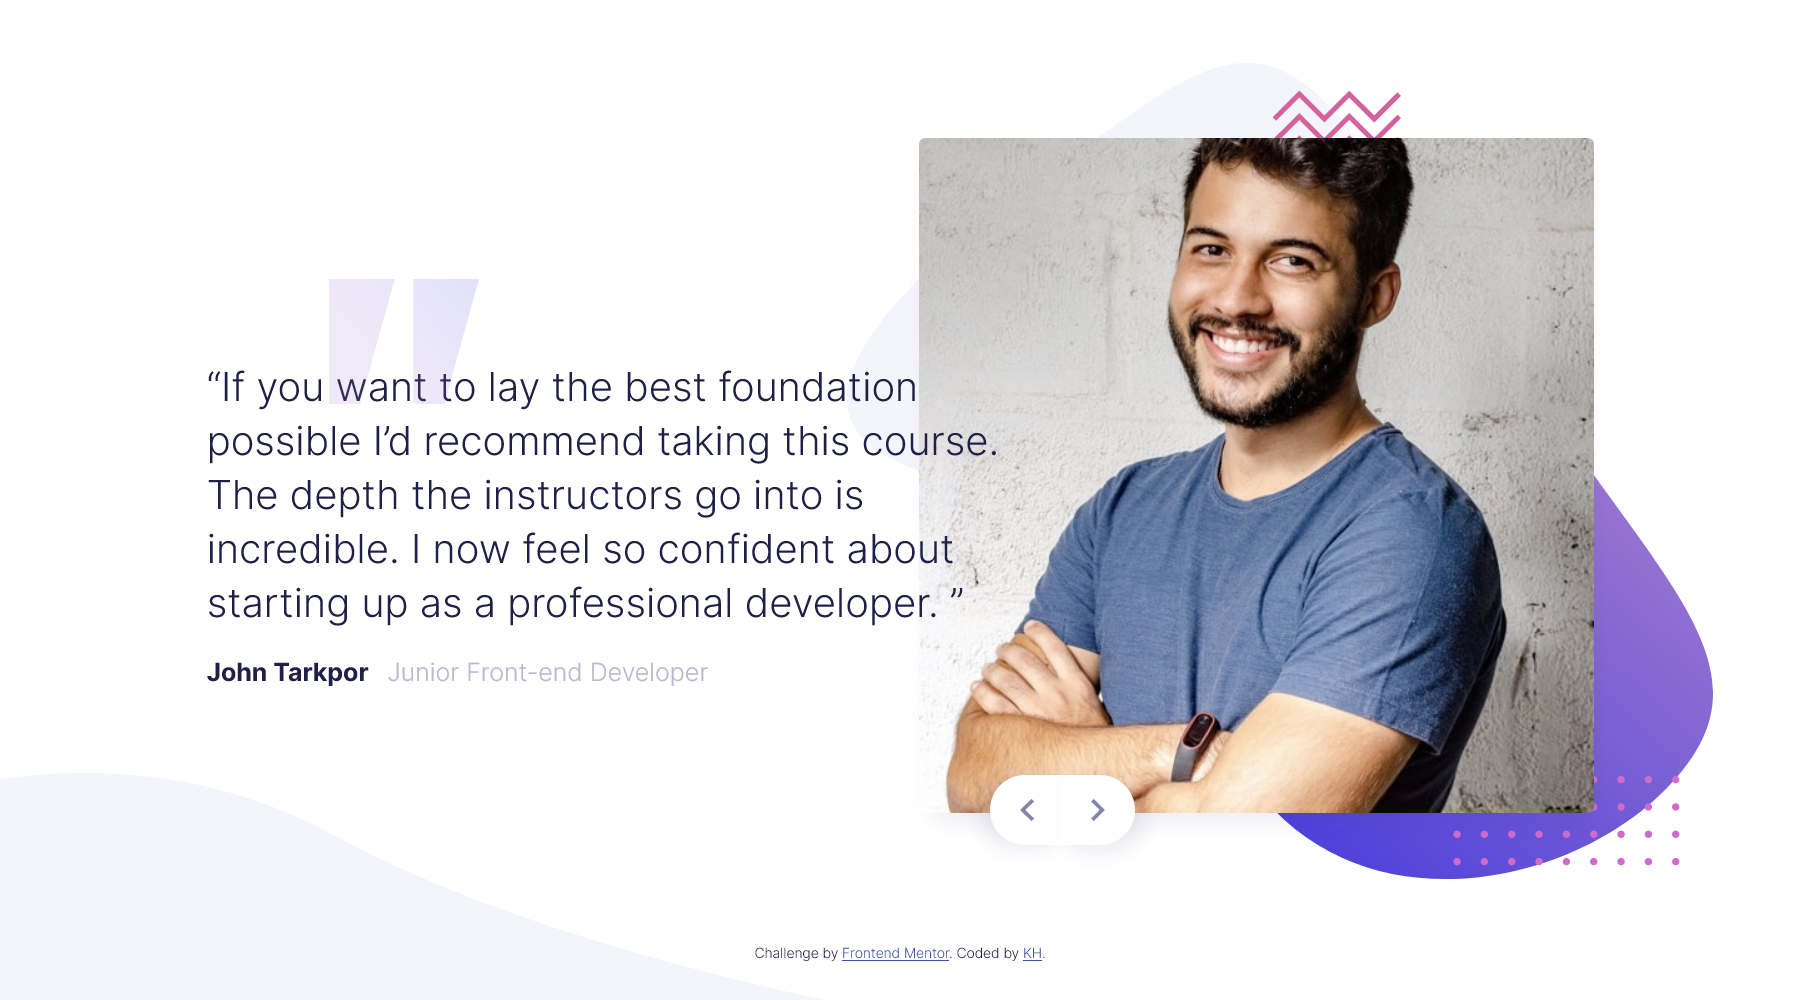 “If you want to lay the best foundation
possible I’d recommend taking this course.
The depth the instructors go into is
incredible. I now feel so confident about
starting up as a professional developer. ”
John Tarkpor Junior Front-end Developer
Challenge by Frontend Mentor. Coded by KH.